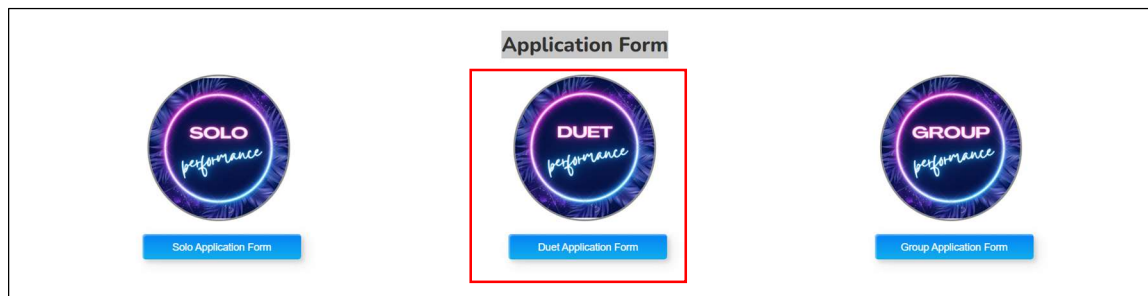 Application Form
SOLO
performance
Solo Application Form
DUET
performance
Duet Application Form
GROUP
performance
Group Application Form